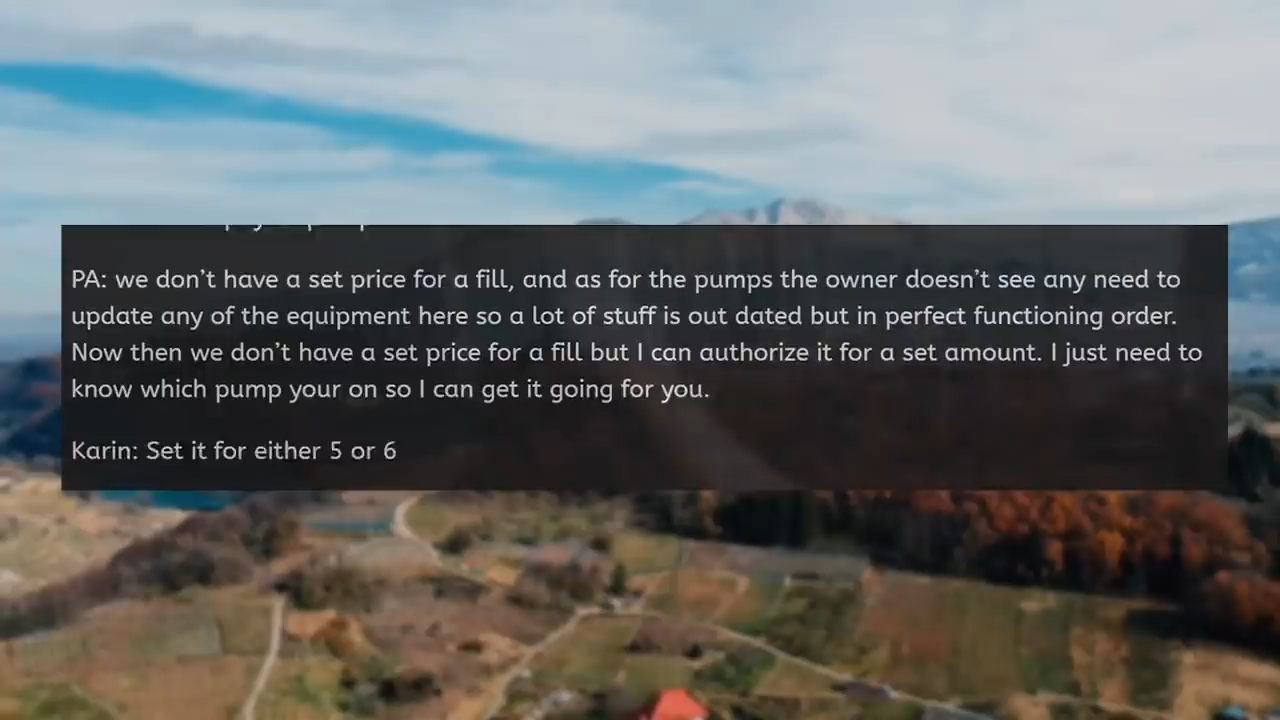 PA: we don’t have a set price for a fill, and as for the pumps the owner doesn’t see any need to
update any of the equipment here so a lot of stuff is out dated but in perfect functioning order.
Now then we don’t have a set price for a fill but I can authorize it for a set amount. I just need to
know which pump your on so I can get it going for you.
Karin: Set it for either 5 or 6